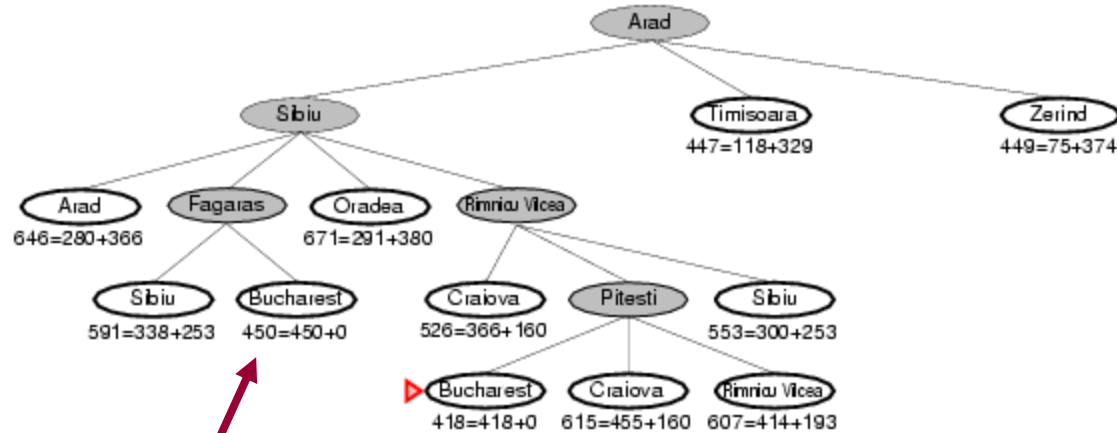 Arad
Sibiu
Timisoara
Zerind
447=118+329
449=75+374
Arad
Fagaras
Oradea
Rimnicu Vilcea
646=280+366
671=291+380
Sibiu
Bucharest
Craiova
Pitesti
Sibiu
591=338+253
450=450+0
526=366+160
553=300+253
Bucharest
Craiova
Rimnicu Vilcea
418=418+0
615=455+160
607=414+193